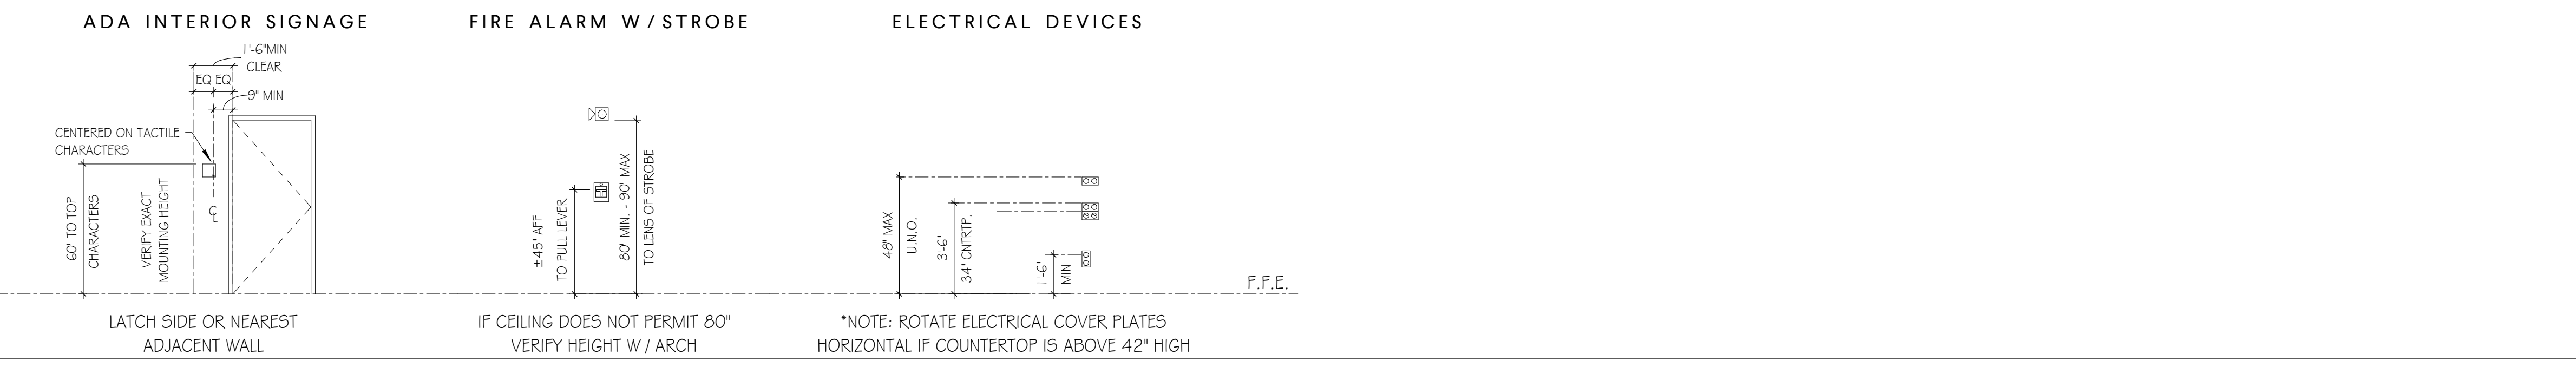 ADA INTERIOR SIGNAGE
1'-6"MIN
CLEAR
EQ EQ
9" MIN
CENTERED ON TACTILE
CHARACTERS
60" TO TOP
CHARACTERS
VERIFY EXACT
MOUNTING HEIGHT
CL
LATCH SIDE OR NEAREST
ADJACENT WALL
FIRE ALARM W/STROBE
±45" AFF
TO PULL LEVER
80" MIN. - 90" MAX
TO LENS OF STROBE
IF CEILING DOES NOT PERMIT 80"
VERIFY HEIGHT W / ARCH
ELECTRICAL DEVICES
48" MAX
U.N.O.
3'-6"
34" CNTRTP.
1'-6"
MIN
F.F.E.
*NOTE: ROTATE ELECTRICAL COVER PLATES
HORIZONTAL IF COUNTERTOP IS ABOVE 42" HIGH